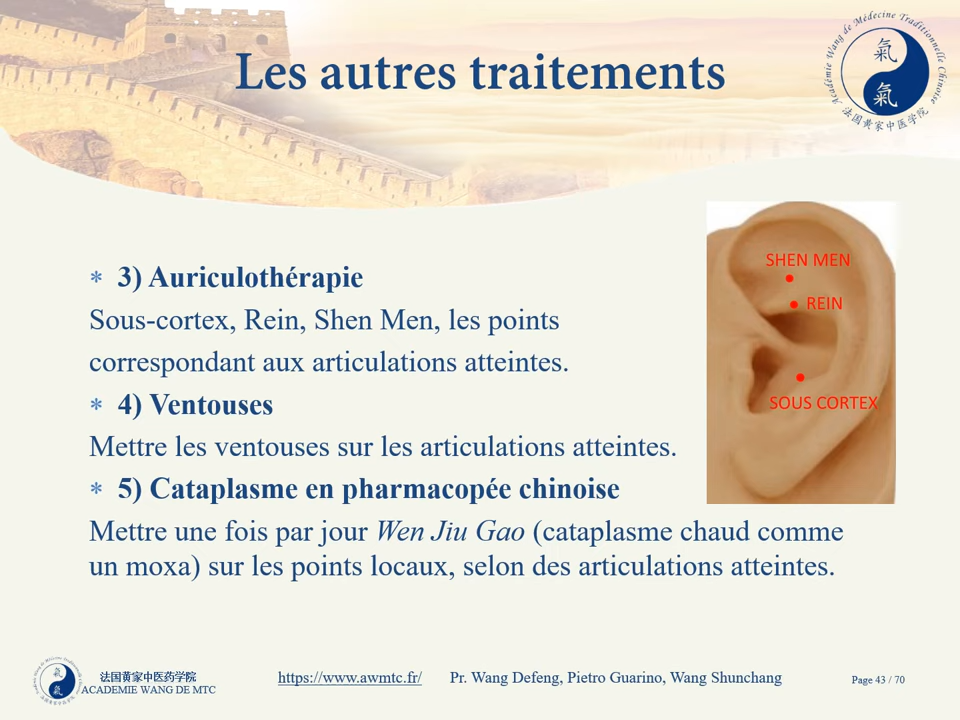 Les autres traitements
Académie Wang de Médecine Traditionnelle Chinoise
氣
氣
法国黄家中医学院
* 3) Auriculothérapie
Sous-cortex, Rein, Shen Men, les points
correspondant aux articulations atteintes.
* 4) Ventouses
Mettre les ventouses sur les articulations atteintes.
* 5) Cataplasme en pharmacopée chinoise
Mettre une fois par jour Wen Jiu Gao (cataplasme chaud comme
un moxa) sur les points locaux, selon des articulations atteintes.
SHEN MEN
REIN
SOUS CORTEX
氣
氣
法国黄家中医药学院
ACADEMIE WANG DE MTC
https://www.awmtc.fr/ Pr. Wang Defeng, Pietro Guarino, Wang Shunchang
Page 43 / 70